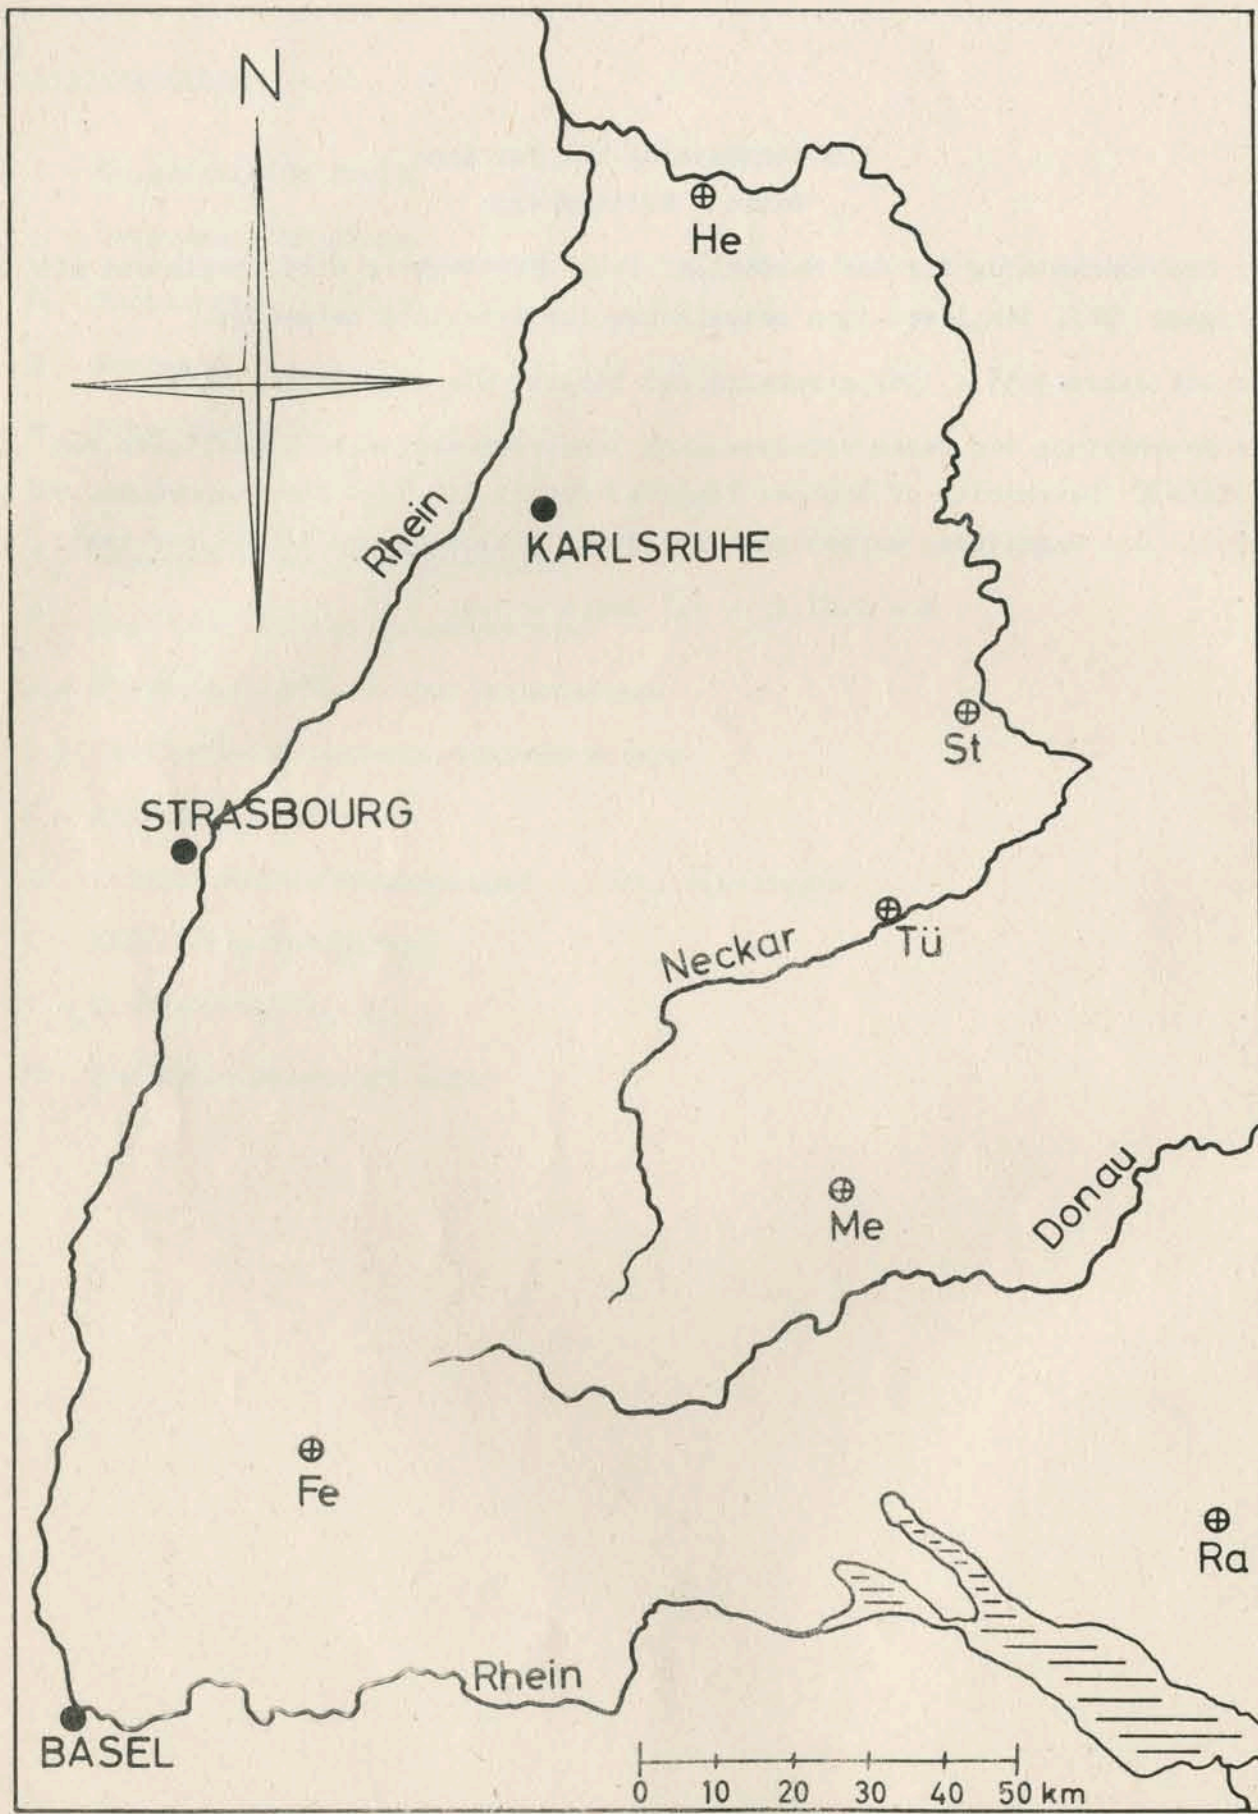 N
He
Rhein
KARLSRUHE
St
STRASBOURG
Neckar
Tü
Donau
Me
Fe
Ra
Rhein
BASEL
0 10 20 30 40 50 km